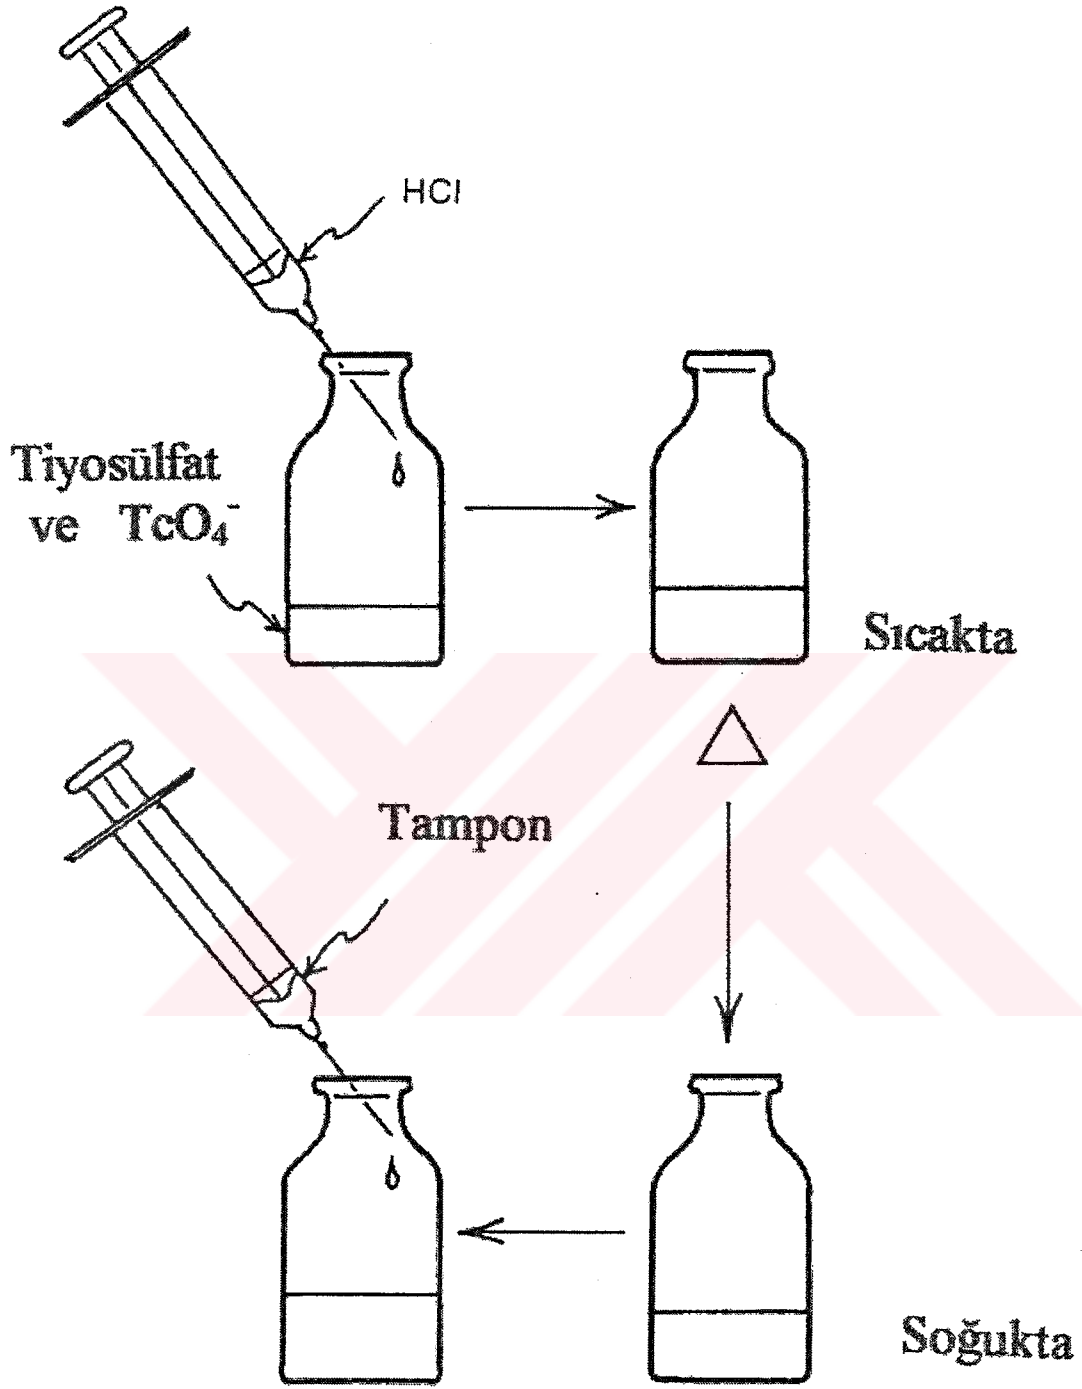 HCl
Tiyosülfat
ve TcO₄⁻
Sıcakta
Tampon
Soğukta